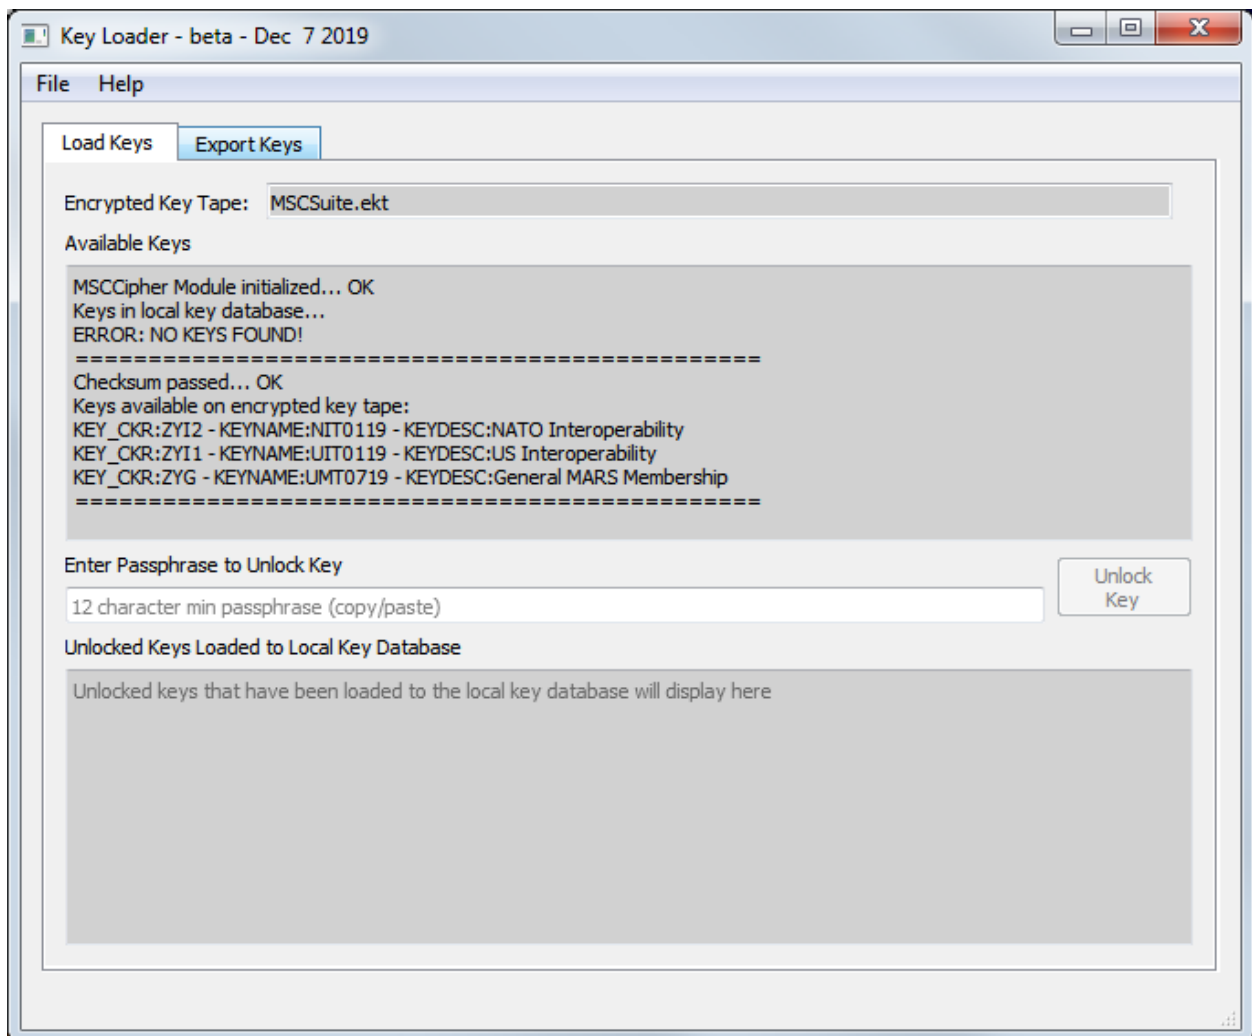 Key Loader - beta - Dec 7 2019
File Help
Load Keys Export Keys
Encrypted Key Tape: MSCSuite.ekt
Available Keys
MSCCipher Module initialized... OK
Keys in local key database...
ERROR: NO KEYS FOUND!
===============================================
Checksum passed... OK
Keys available on encrypted key tape:
KEY_CKR:ZYI2 - KEYNAME:NIT0119 - KEYDESC:NATO Interoperability
KEY_CKR:ZYI1 - KEYNAME:UIT0119 - KEYDESC:US Interoperability
KEY_CKR:ZYG - KEYNAME:UMT0719 - KEYDESC:General MARS Membership
===============================================
Enter Passphrase to Unlock Key
12 character min passphrase (copy/paste)
Unlock
Key
Unlocked Keys Loaded to Local Key Database
Unlocked keys that have been loaded to the local key database will display here